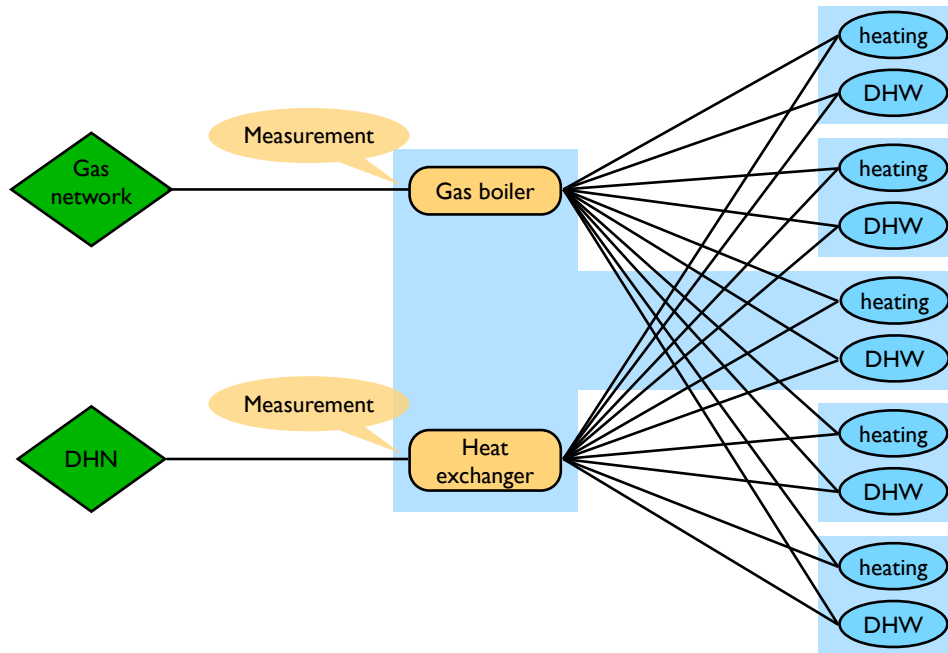 Measurement
Gas
network
Gas boiler
Measurement
DHN
Heat
exchanger
heating
DHW
heating
DHW
heating
DHW
heating
DHW
heating
DHW